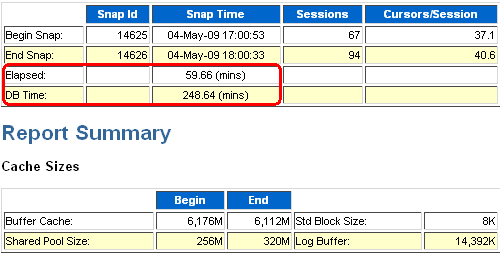 Snap Id Snap Time Sessions Cursors/Session
Begin Snap: 14625 04-May-09 17:00:53 67 37.1
End Snap: 14626 04-May-09 18:00:33 94 40.6
Elapsed: 59.66 (mins)
DB Time: 248.64 (mins)
Report Summary
Cache Sizes
Begin End
Buffer Cache: 6,176M 6,112M Std Block Size: 8K
Shared Pool Size: 256M 320M Log Buffer: 14,392K